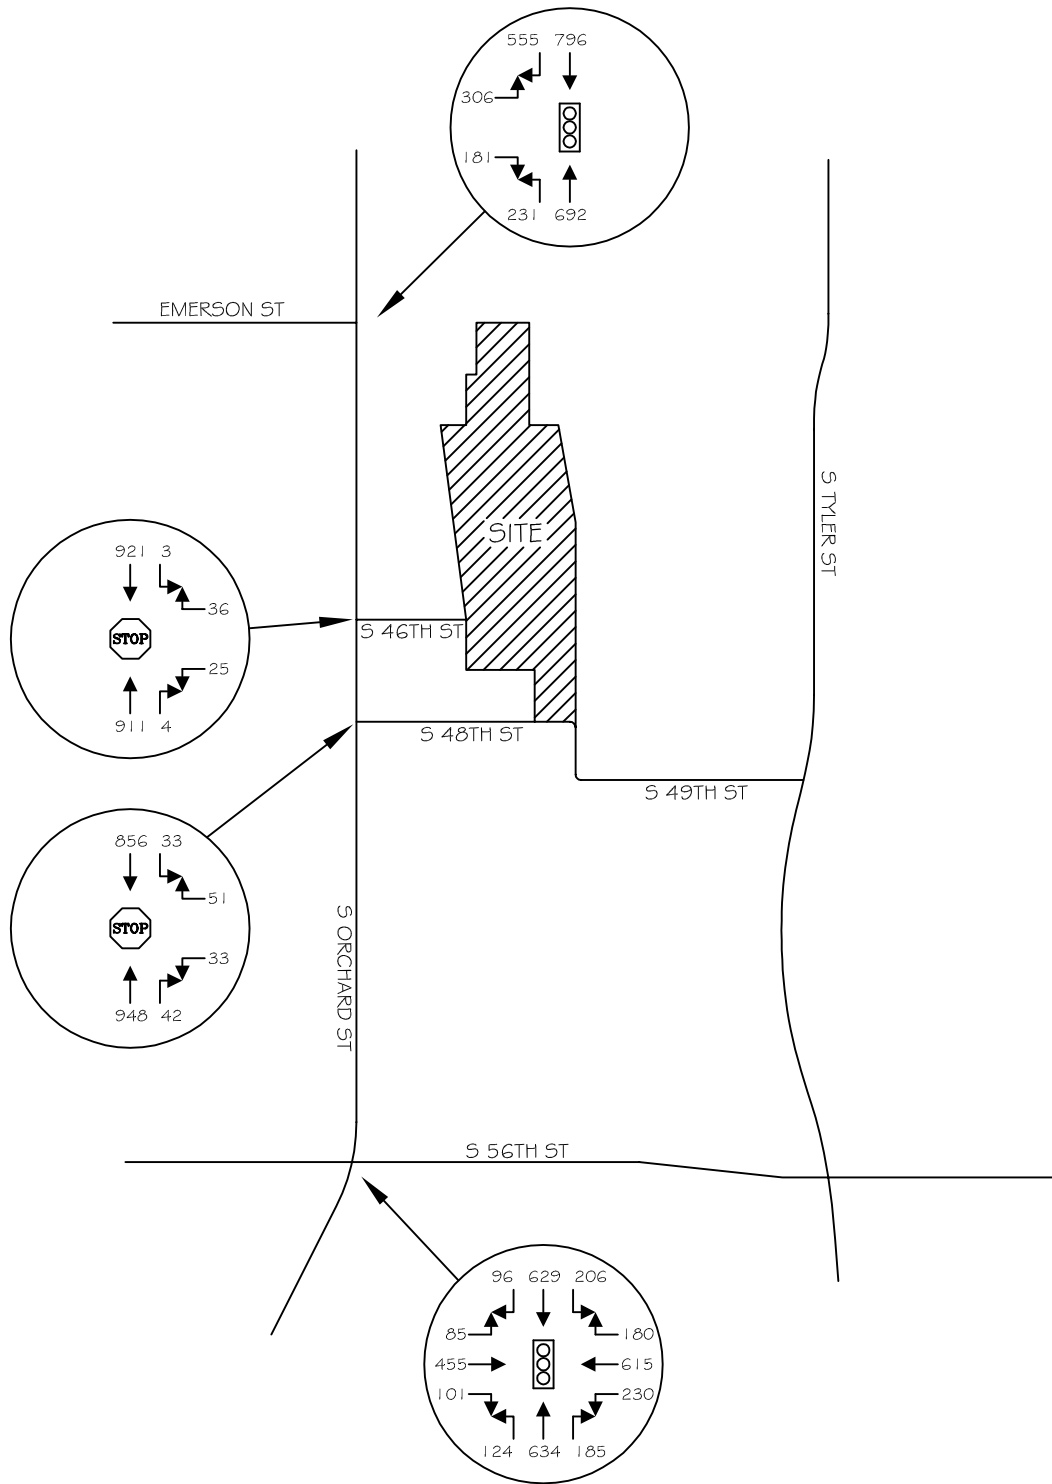 555 796
306
181
231 692
EMERSON ST
S TYLER ST
SITE
921 3
36
STOP
25
911 4
S 46TH ST
S 48TH ST
S 49TH ST
856 33
51
STOP
33
948 42
S ORCHARD ST
S 56TH ST
96 629 206
85 180
455 615
101 230
124 634 185